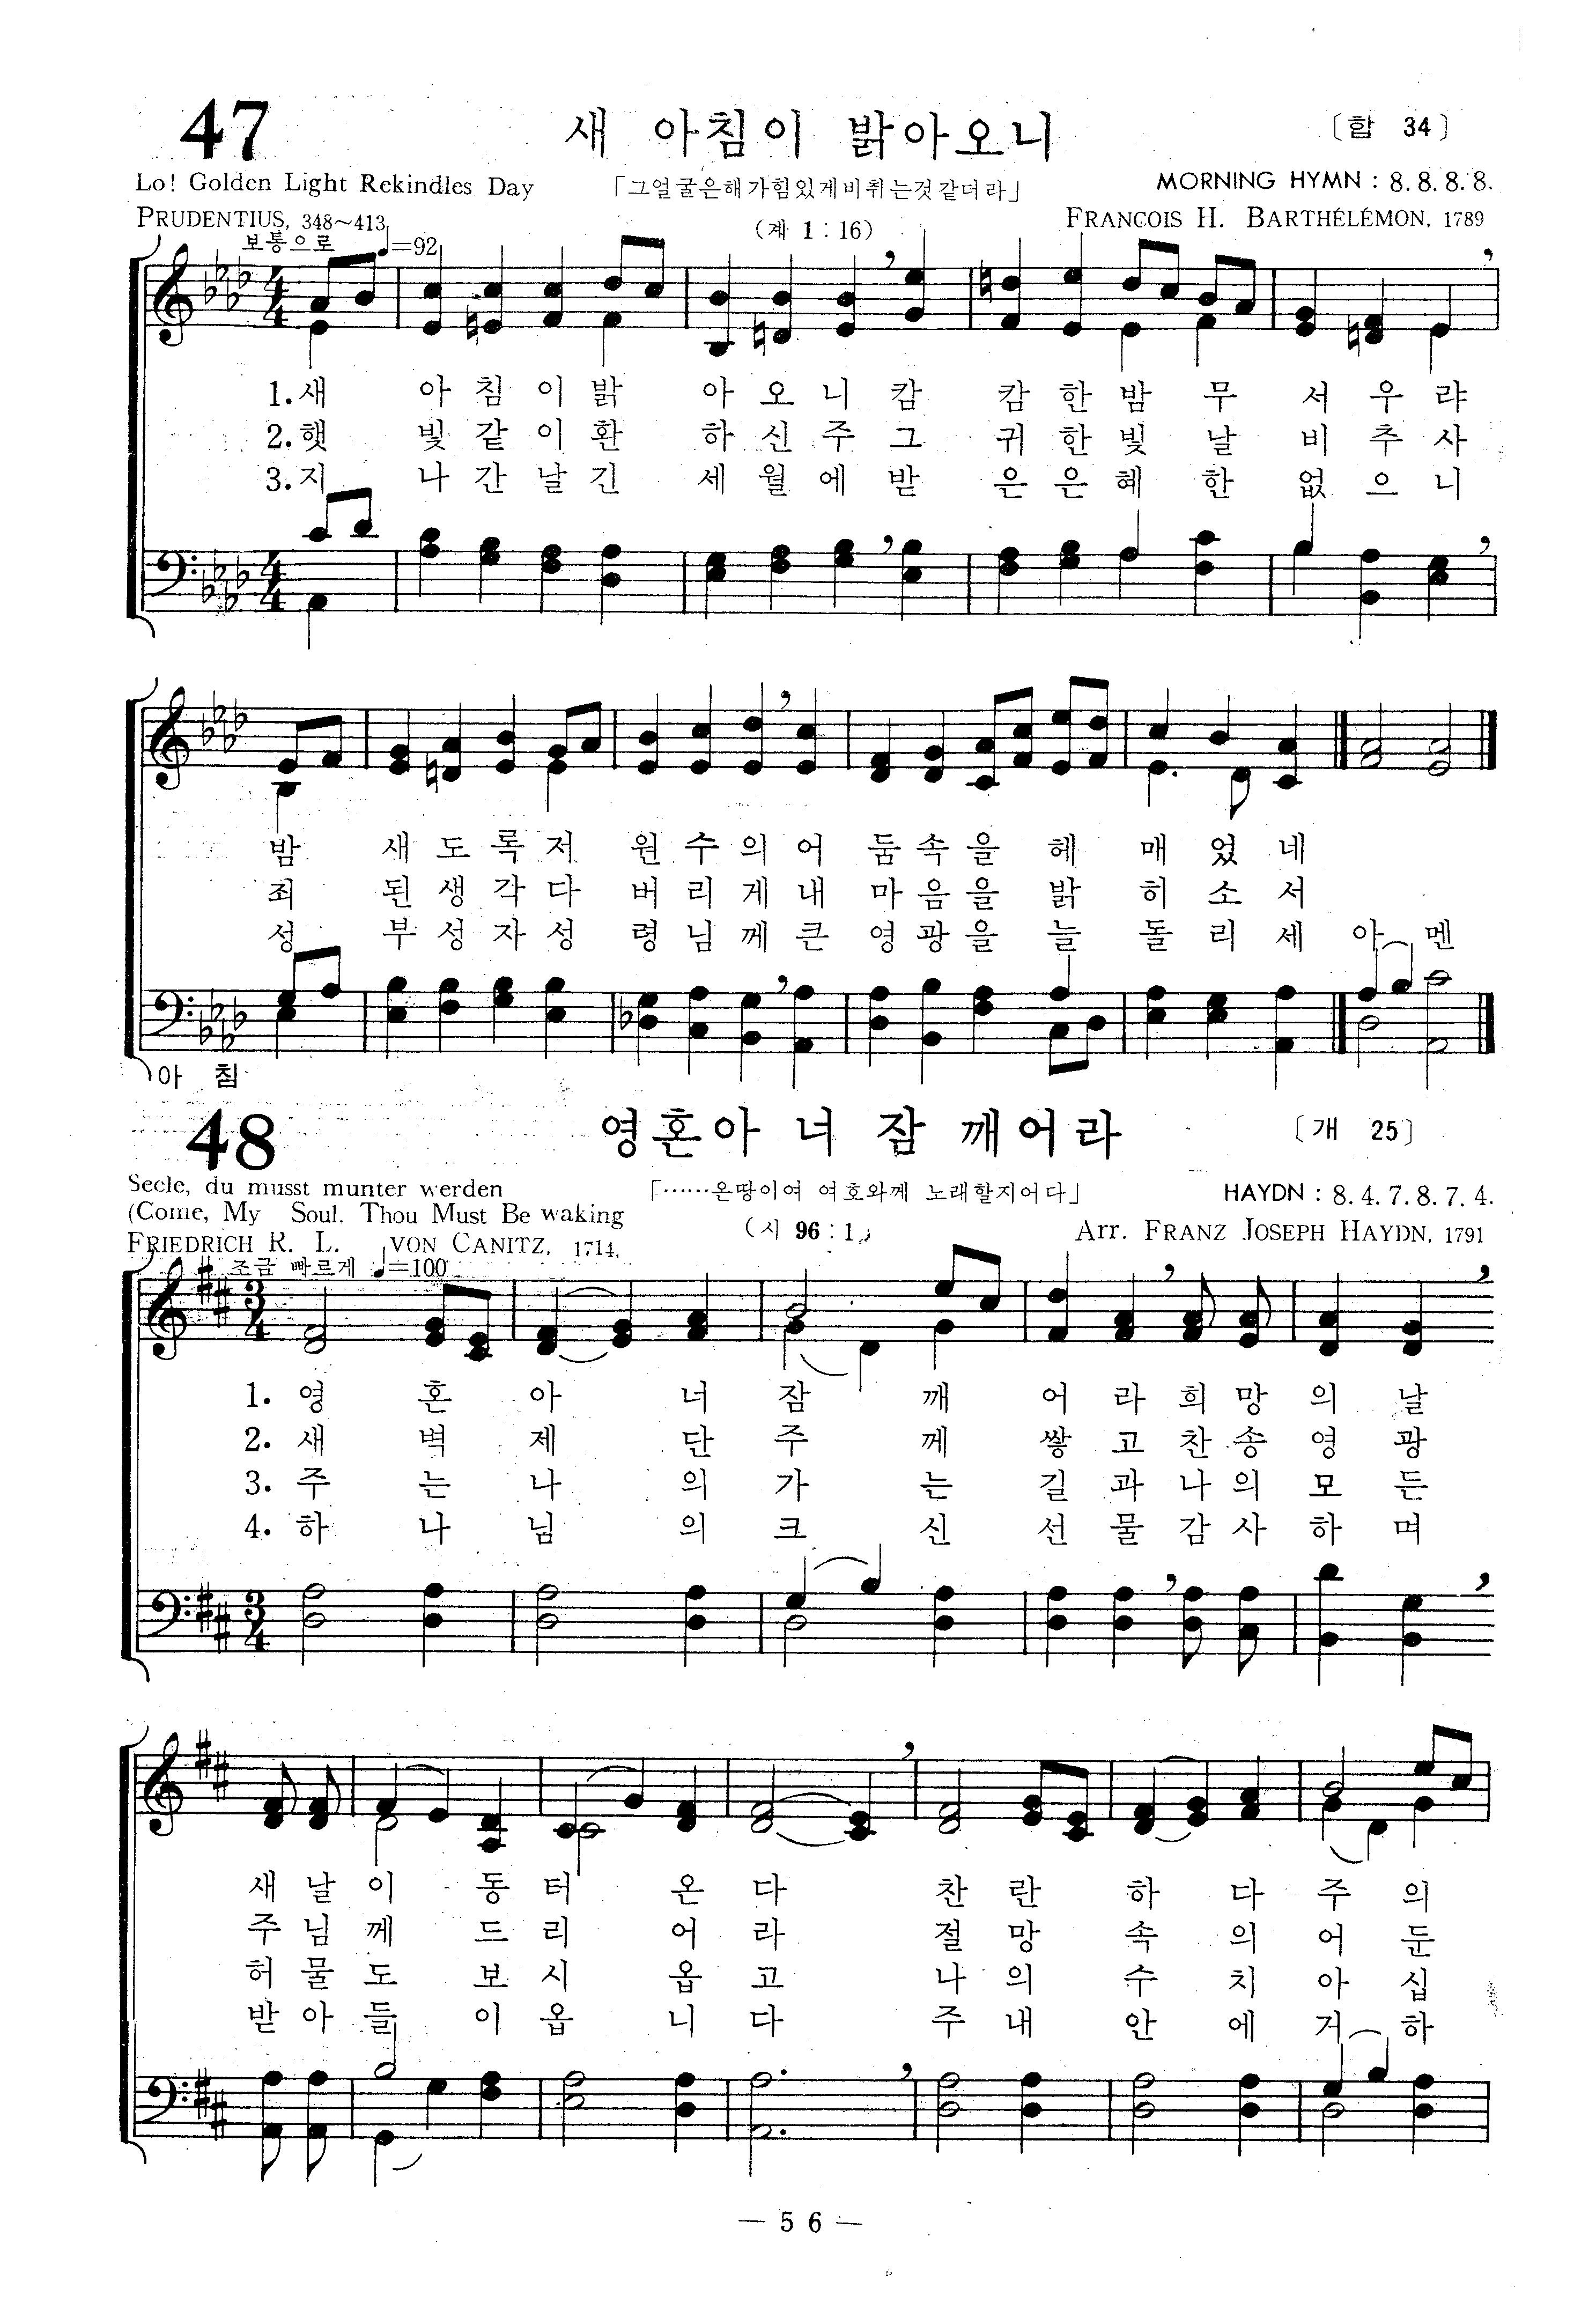 47
새 아침이 밝아오니
〔합 34〕
Lo! Golden Light Rekindles Day
「그얼굴은해가힘있게비취는것같더라」
MORNING HYMN : 8. 8. 8. 8.
PRUDENTIUS, 348~413
(계 1 : 16)
FRANCOIS H. BARTHÉLÉMON, 1789
보통으로 ♩=92
1. 새 아 침 이 밝 아 오 니 캄 캄 한 밤 무 서 우 랴
2. 햇 빛 같 이 환 하 신 주 그 귀 한 빛 날 비 추 사
3. 지 나 간 날 긴 세 월 에 받 은 은 혜 한 없 으 니
밤 새 도 록 저 원 수 의 어 둠 속 을 헤 매 었 네
죄 된 생 각 다 버 리 게 내 마 음 을 밝 히 소 서
성 부 성 자 성 령 님 께 큰 영 광 을 늘 돌 리 세 아 멘
아 침
48
영혼아 너 잠 깨어라
〔개 25〕
Secle, du musst munter werden
「……온땅이여 여호와께 노래할지어다」
HAYDN : 8. 4. 7. 8. 7. 4.
(Come, My Soul, Thou Must Be waking
(시 96 : 1)
Arr. FRANZ JOSEPH HAYDN, 1791
FRIEDRICH R. L. VON CANITZ, 1714,
조금 빠르게 ♩=100
1. 영 혼 아 너 잠 깨 어 라 희 망 의 날
2. 새 벽 제 단 주 께 쌓 고 찬 송 영 광
3. 주 는 나 의 가 는 길 과 나 의 모 든
4. 하 나 님 의 크 신 선 물 감 사 하 며
새 날 이 동 터 온 다 찬 란 하 다 주 의
주 님 께 드 리 어 라 절 망 속 의 어 둔
허 물 도 보 시 옵 고 나 의 수 치 아 십
받 아 들 이 옵 니 다 주 내 안 에 거 하
— 5 6 —